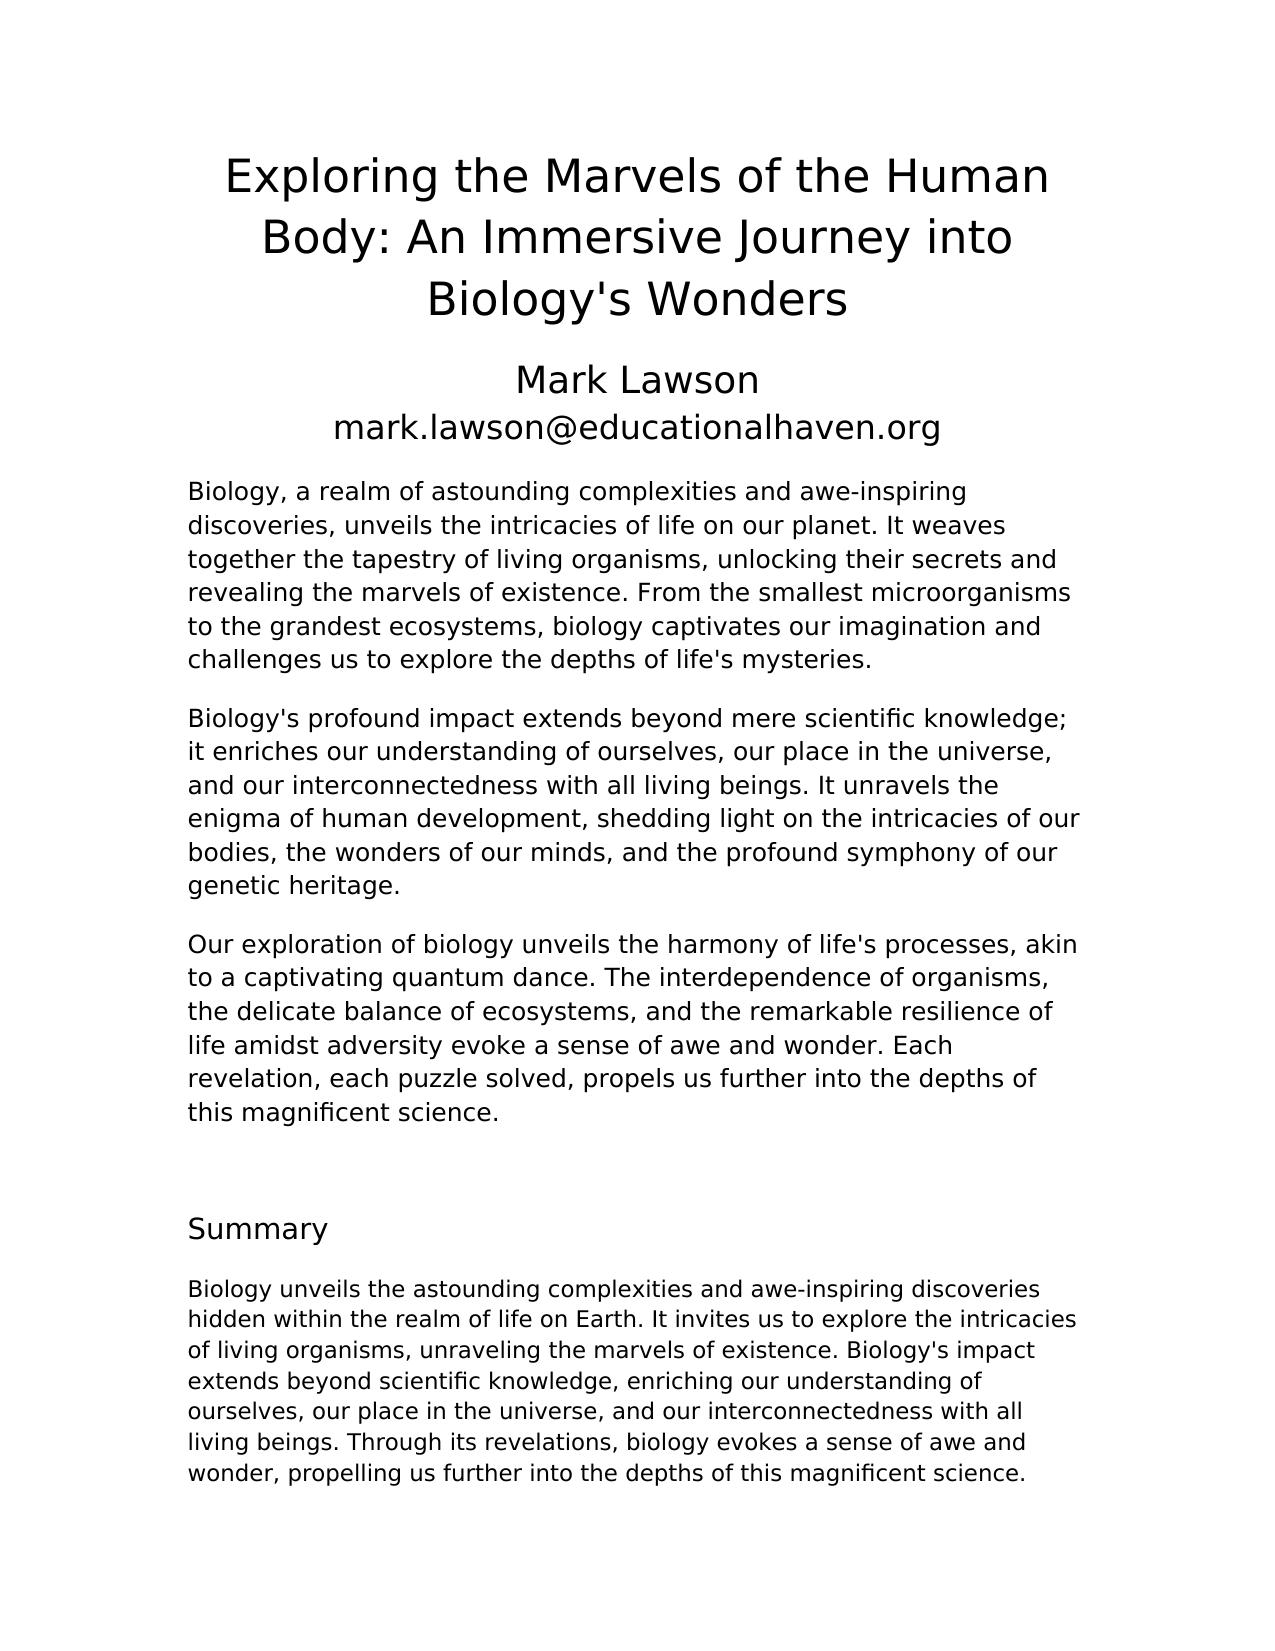 Exploring the Marvels of the Human
Body: An Immersive Journey into
Biology's Wonders
Mark Lawson
mark.lawson@educationalhaven.org
Biology, a realm of astounding complexities and awe-inspiring
discoveries, unveils the intricacies of life on our planet. It weaves
together the tapestry of living organisms, unlocking their secrets and
revealing the marvels of existence. From the smallest microorganisms
to the grandest ecosystems, biology captivates our imagination and
challenges us to explore the depths of life's mysteries.
Biology's profound impact extends beyond mere scientific knowledge;
it enriches our understanding of ourselves, our place in the universe,
and our interconnectedness with all living beings. It unravels the
enigma of human development, shedding light on the intricacies of our
bodies, the wonders of our minds, and the profound symphony of our
genetic heritage.
Our exploration of biology unveils the harmony of life's processes, akin
to a captivating quantum dance. The interdependence of organisms,
the delicate balance of ecosystems, and the remarkable resilience of
life amidst adversity evoke a sense of awe and wonder. Each
revelation, each puzzle solved, propels us further into the depths of
this magnificent science.
Summary
Biology unveils the astounding complexities and awe-inspiring discoveries
hidden within the realm of life on Earth. It invites us to explore the intricacies
of living organisms, unraveling the marvels of existence. Biology's impact
extends beyond scientific knowledge, enriching our understanding of
ourselves, our place in the universe, and our interconnectedness with all
living beings. Through its revelations, biology evokes a sense of awe and
wonder, propelling us further into the depths of this magnificent science.